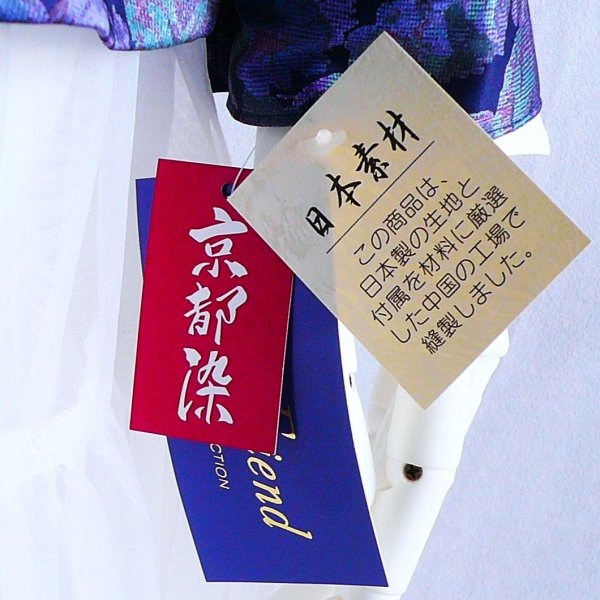 日本素材
この商品は、
日本製の生地と
付属を材料に厳選
した中国の工場で
縫製しました。
京都染